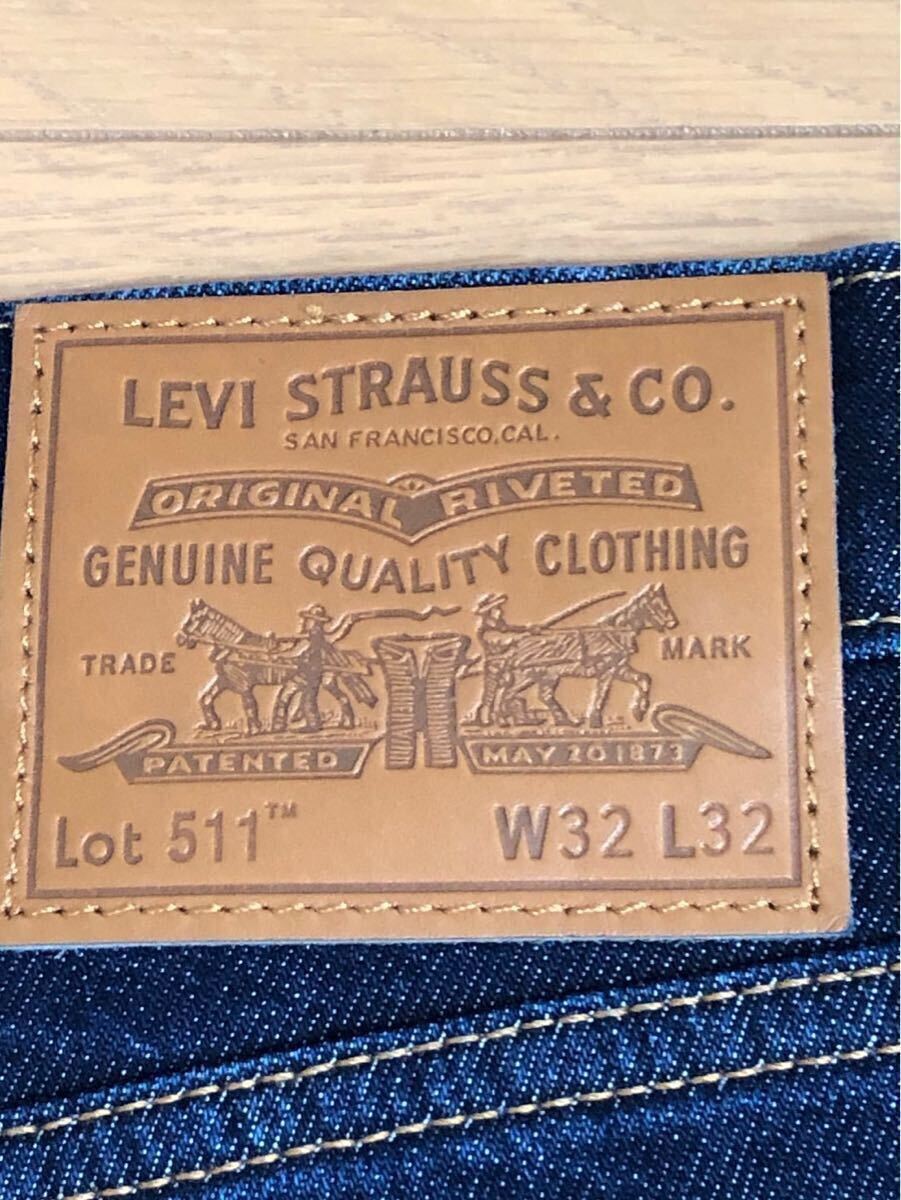 LEVI STRAUSS & CO.
SAN FRANCISCO, CAL.
ORIGINAL RIVETED
GENUINE QUALITY CLOTHING
TRADE MARK
PATENTED MAY 20 1873
Lot 511™ W32 L32